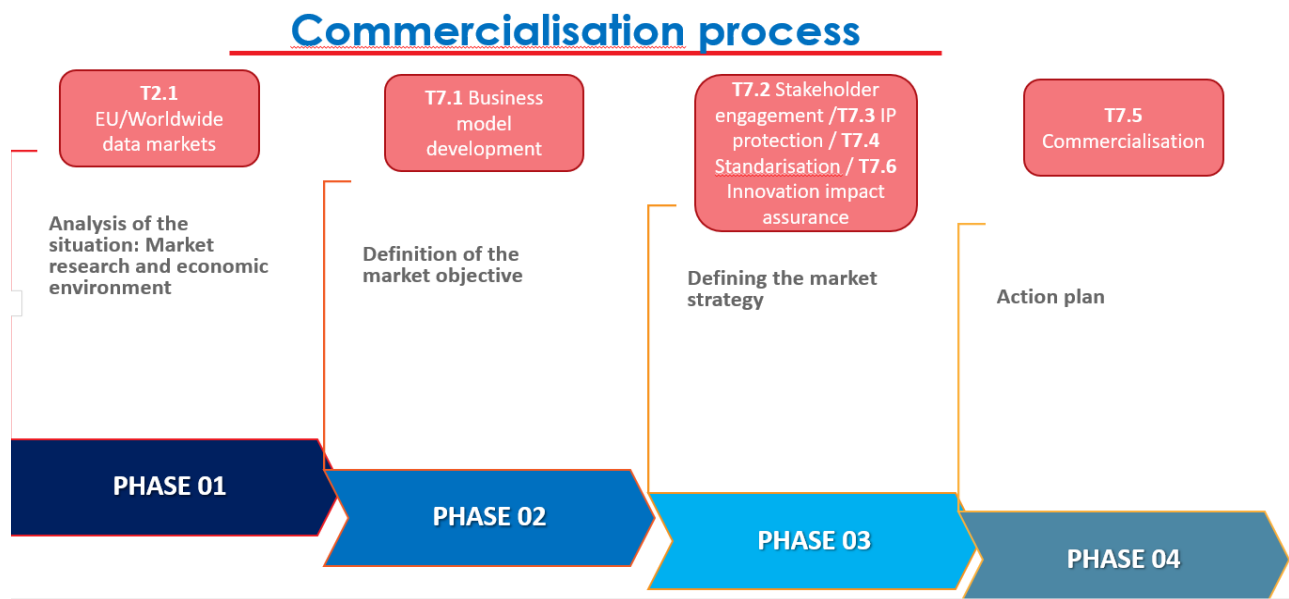 Commercialisation process
T2.1
EU/Worldwide
data markets
Analysis of the
situation: Market
research and economic
environment
PHASE 01
T7.1 Business
model
development
Definition of the
market objective
PHASE 02
T7.2 Stakeholder
engagement /T7.3 IP
protection / T7.4
Standarisation / T7.6
Innovation impact
assurance
Defining the market
strategy
PHASE 03
T7.5
Commercialisation
Action plan
PHASE 04